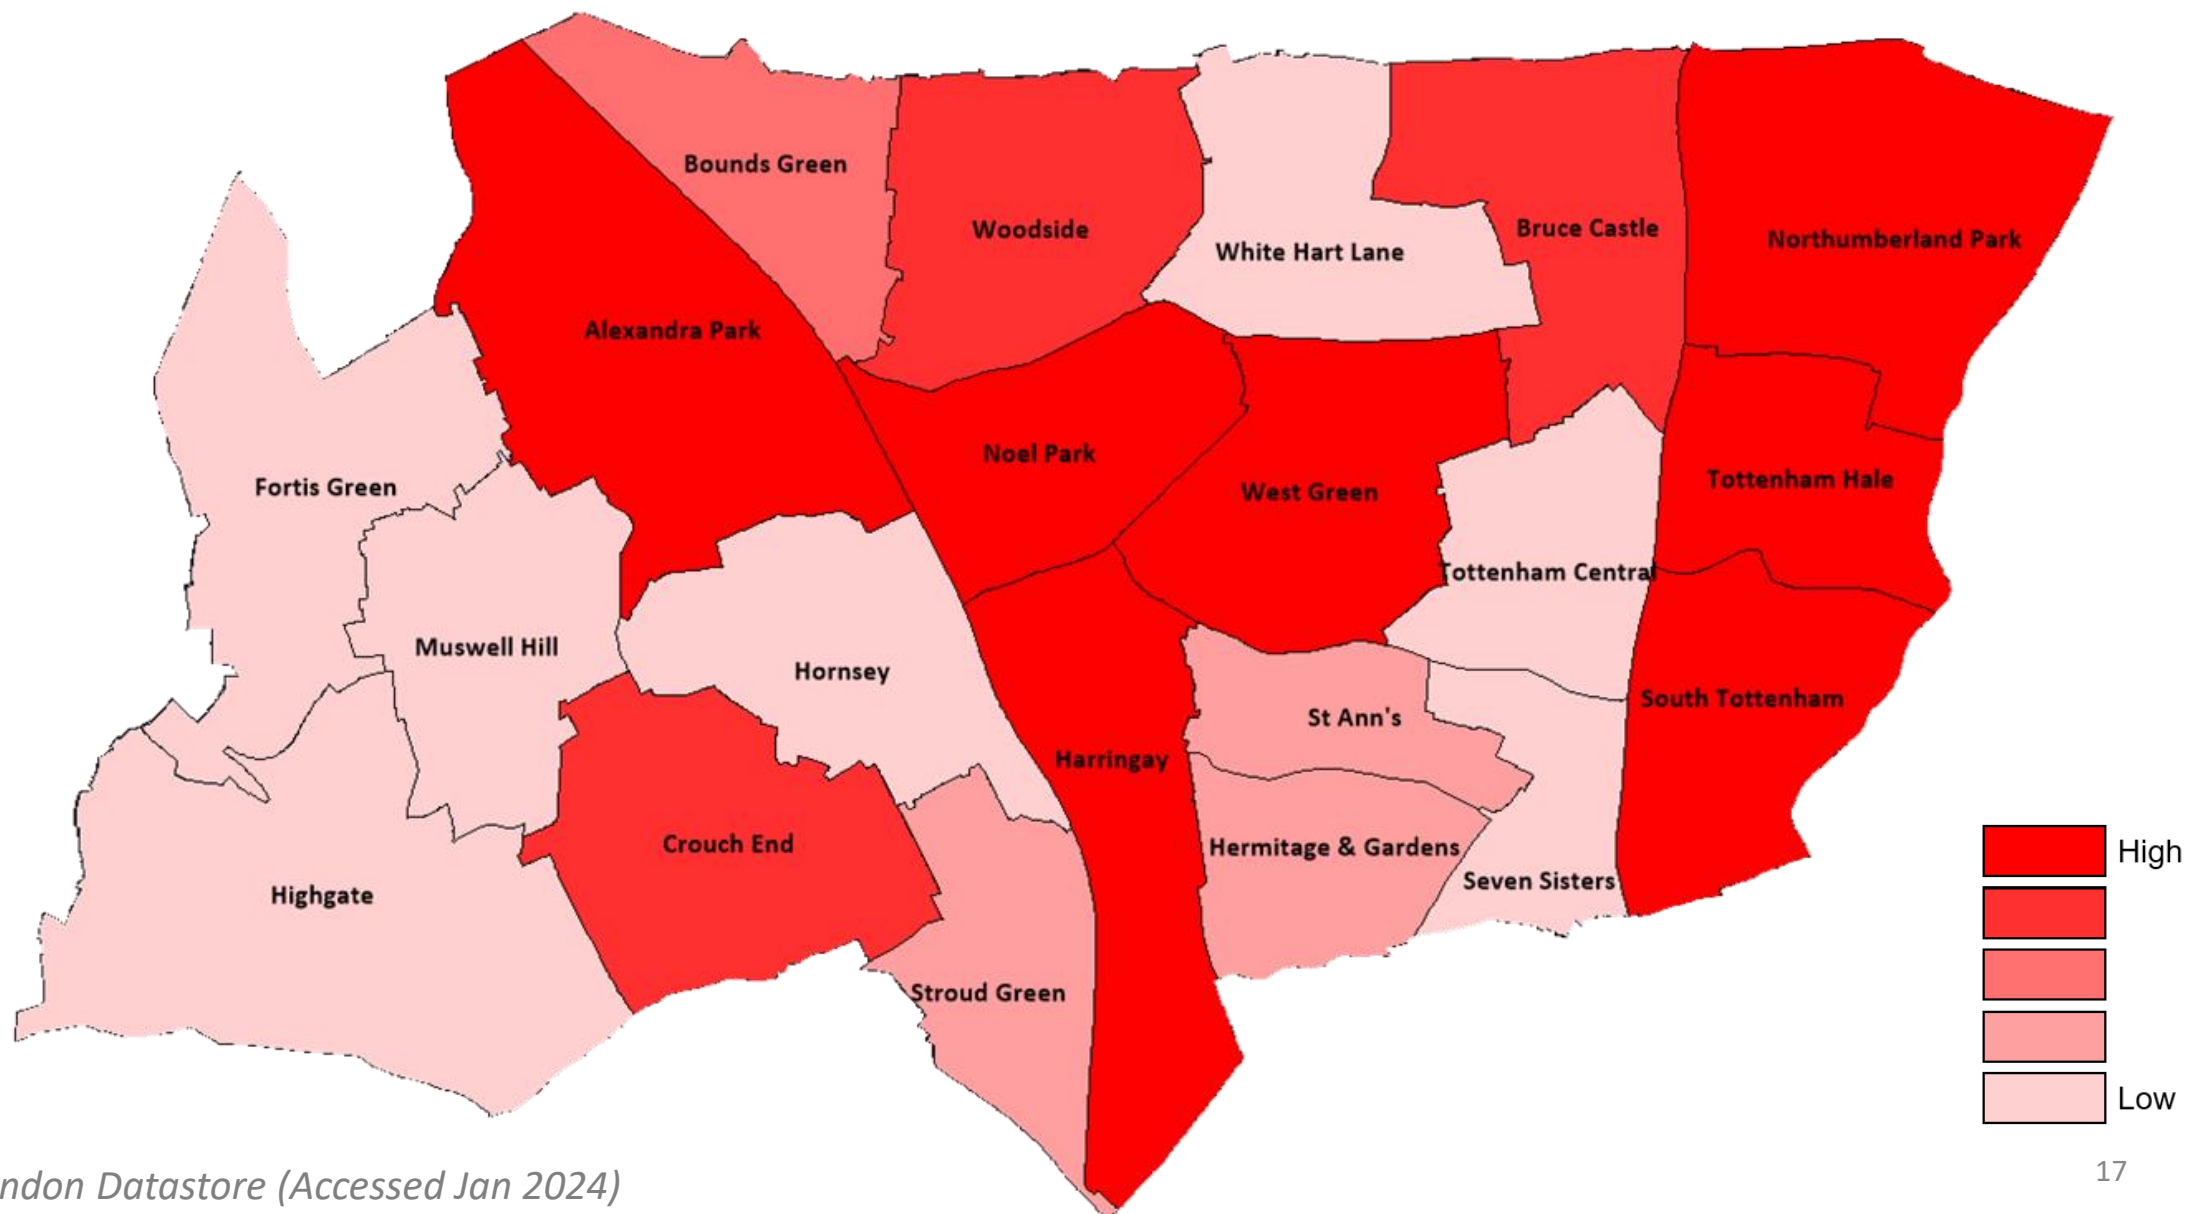 Bounds Green
Woodside
White Hart Lane
Bruce Castle
Northumberland Park
Alexandra Park
Noel Park
Fortis Green
West Green
Tottenham Hale
Tottenham Central
Muswell Hill
Hornsey
St Ann's
South Tottenham
Harringay
Crouch End
Hermitage & Gardens
Seven Sisters
Highgate
Stroud Green
High
Low
ndon Datastore (Accessed Jan 2024)
17